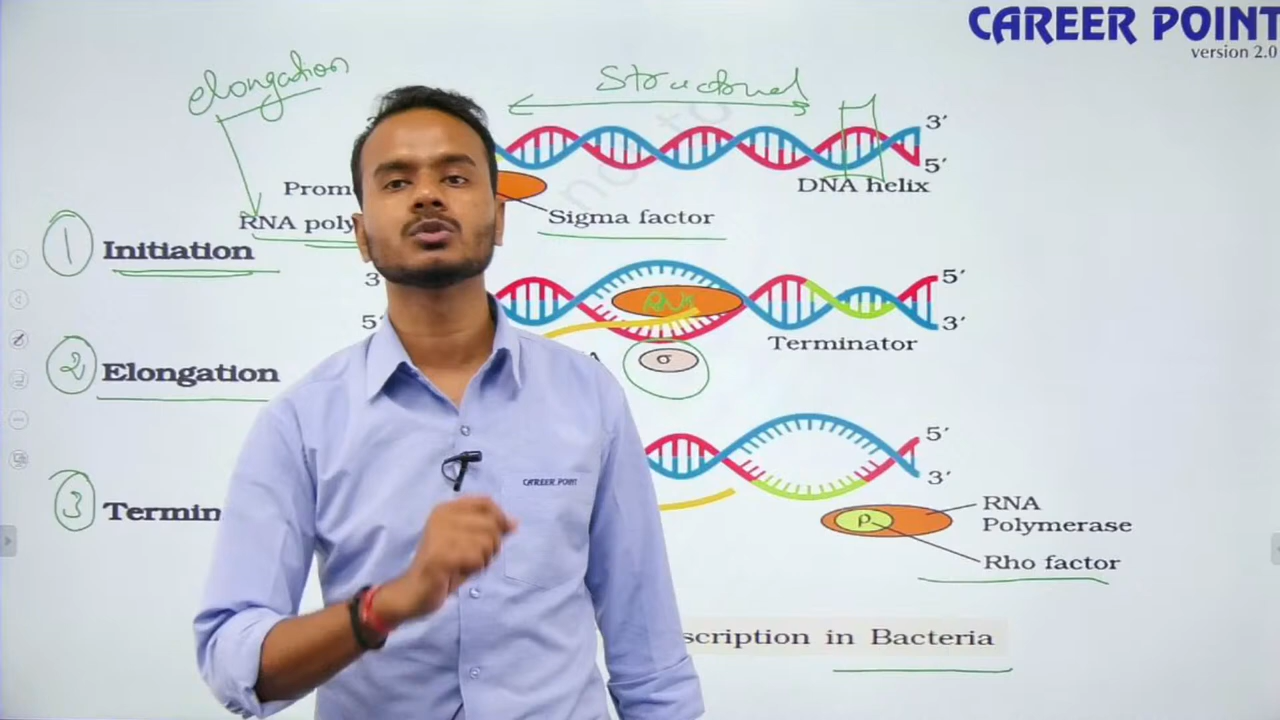 CAREER POINT
version 2.0
elongation
Structural
3′
5′
Prom
DNA helix
RNA poly
Sigma factor
1
Initiation
3
5′
5′
3′
Terminator
σ
2
Elongation
5′
3′
3
Termin
CAREER POINT
ρ
RNA
Polymerase
Rho factor
scription in Bacteria